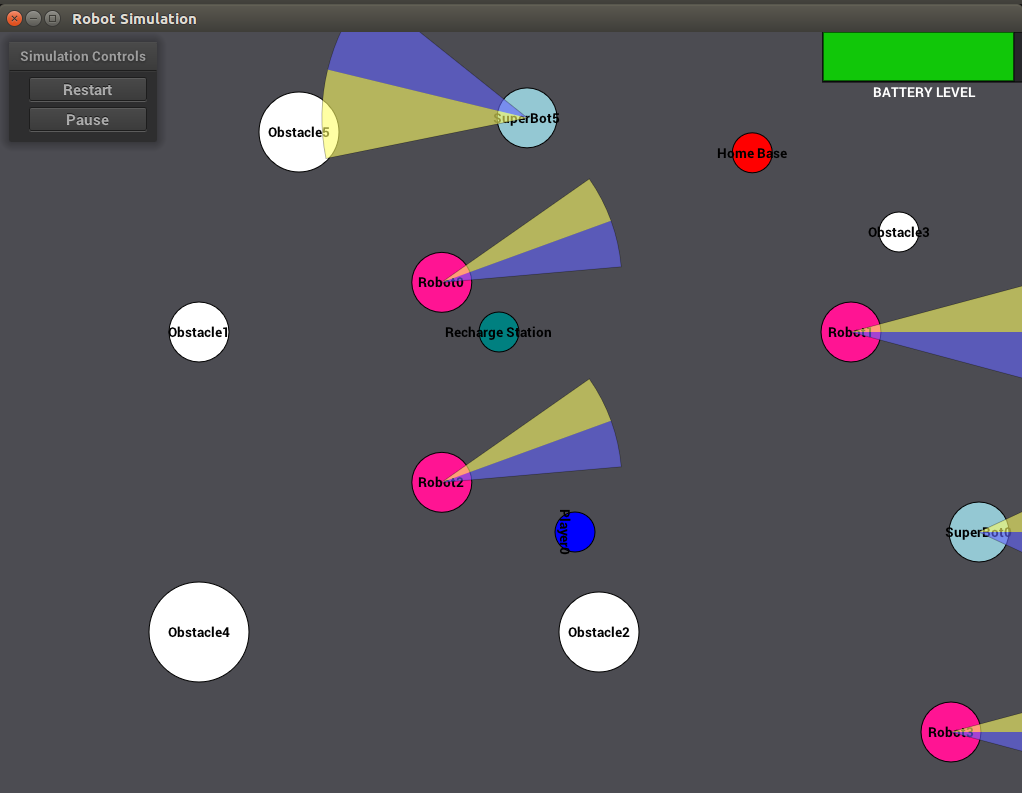 Robot Simulation
Simulation Controls
Restart
Pause
BATTERY LEVEL
SuperBot5
Obstacle5
Home Base
Obstacle3
Robot0
Obstacle1
Recharge Station
Robot1
Robot2
Player0
SuperBot0
Obstacle4
Obstacle2
Robot3